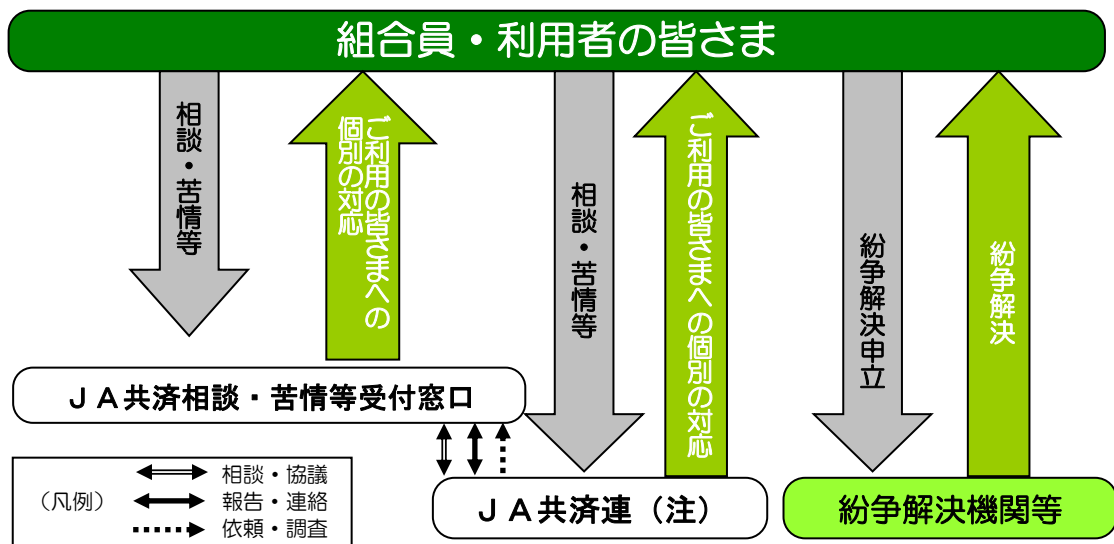 組合員・利用者の皆さま
相談・苦情等
ご利用の皆さまへの
個別の対応
相談・苦情等
ご利用の皆さまへの個別の対応
紛争解決申立
紛争解決
ＪＡ共済相談・苦情等受付窓口
（凡例）
相談・協議
報告・連絡
依頼・調査
ＪＡ共済連（注）
紛争解決機関等